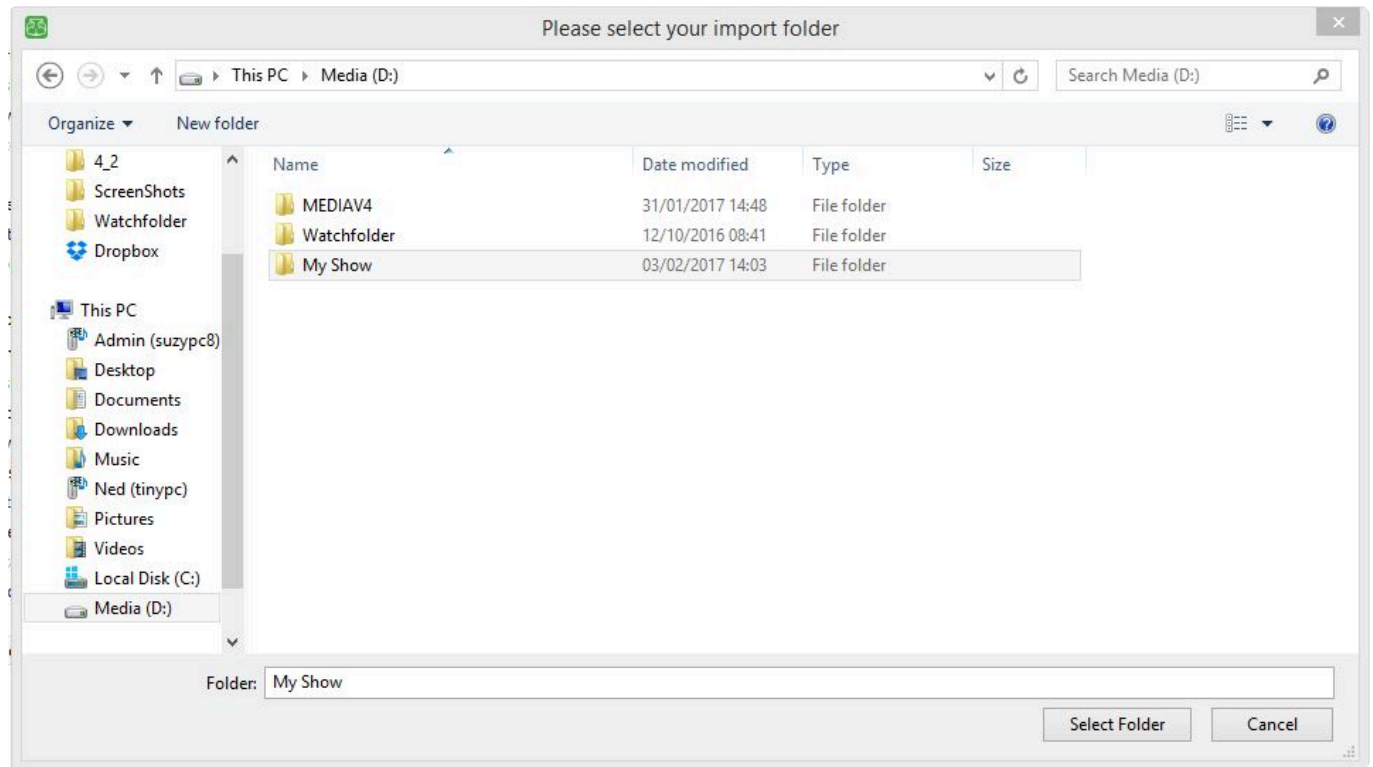 Please select your import folder
This PC Media (D:)
Search Media (D:)
Organize
New folder
4_2
ScreenShots
Watchfolder
Dropbox
This PC
Admin (suzypc8)
Desktop
Documents
Downloads
Music
Ned (tinypc)
Pictures
Videos
Local Disk (C:)
Media (D:)
Name Date modified Type Size
MEDIAV4 31/01/2017 14:48 File folder
Watchfolder 12/10/2016 08:41 File folder
My Show 03/02/2017 14:03 File folder
Folder: My Show
Select Folder Cancel